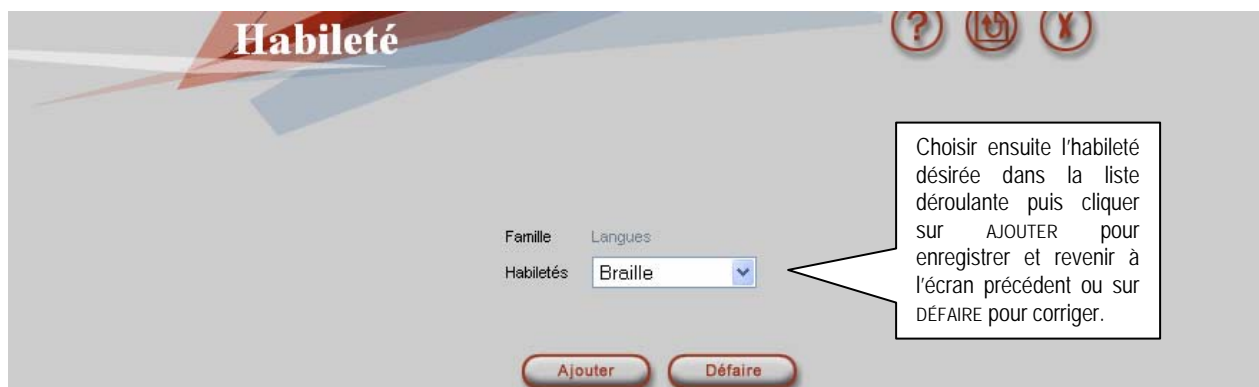 Habileté
?
Choisir ensuite l'habileté
désirée dans la liste
déroulante puis cliquer
sur AJOUTER pour
enregistrer et revenir à
l'écran précédent ou sur
DÉFAIRE pour corriger.
Famille Langues
Habiletés Braille
Ajouter Défaire